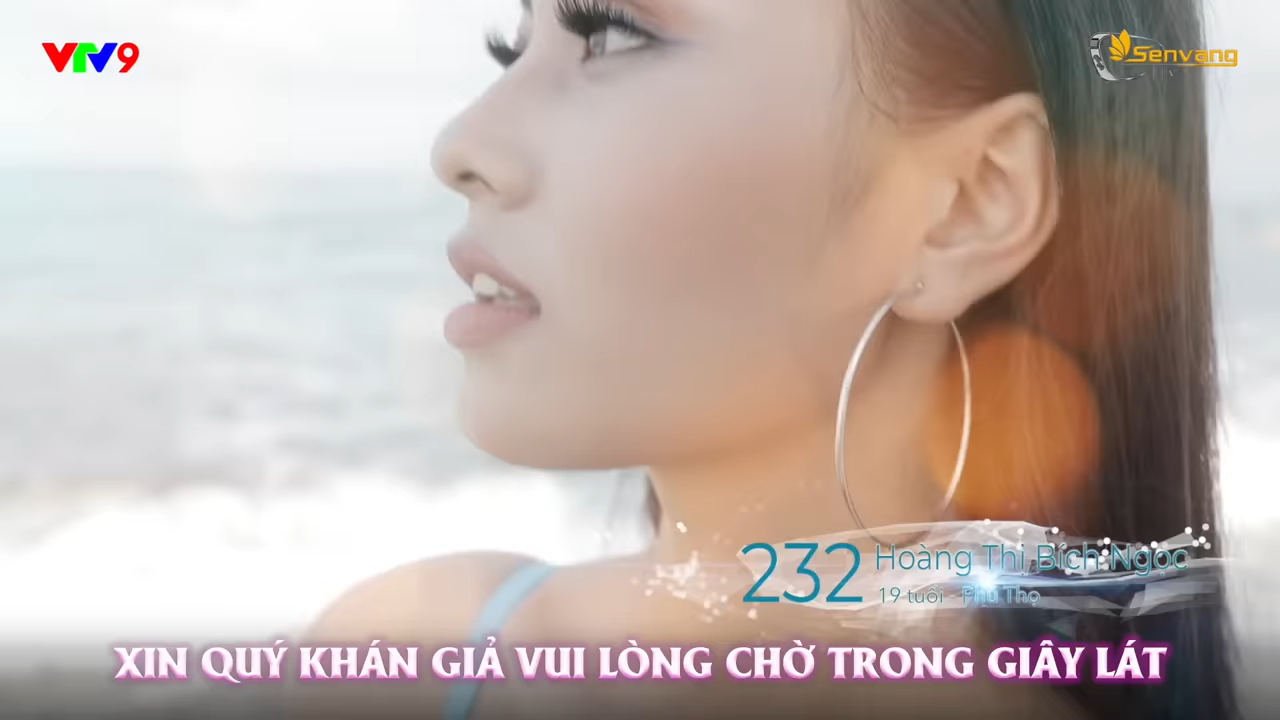 VTV9
Senvang
232
Hoàng Thị Bích Ngọc
19 tuổi - Phú Thọ
XIN QUÝ KHÁN GIẢ VUI LÒNG CHỜ TRONG GIÂY LÁT